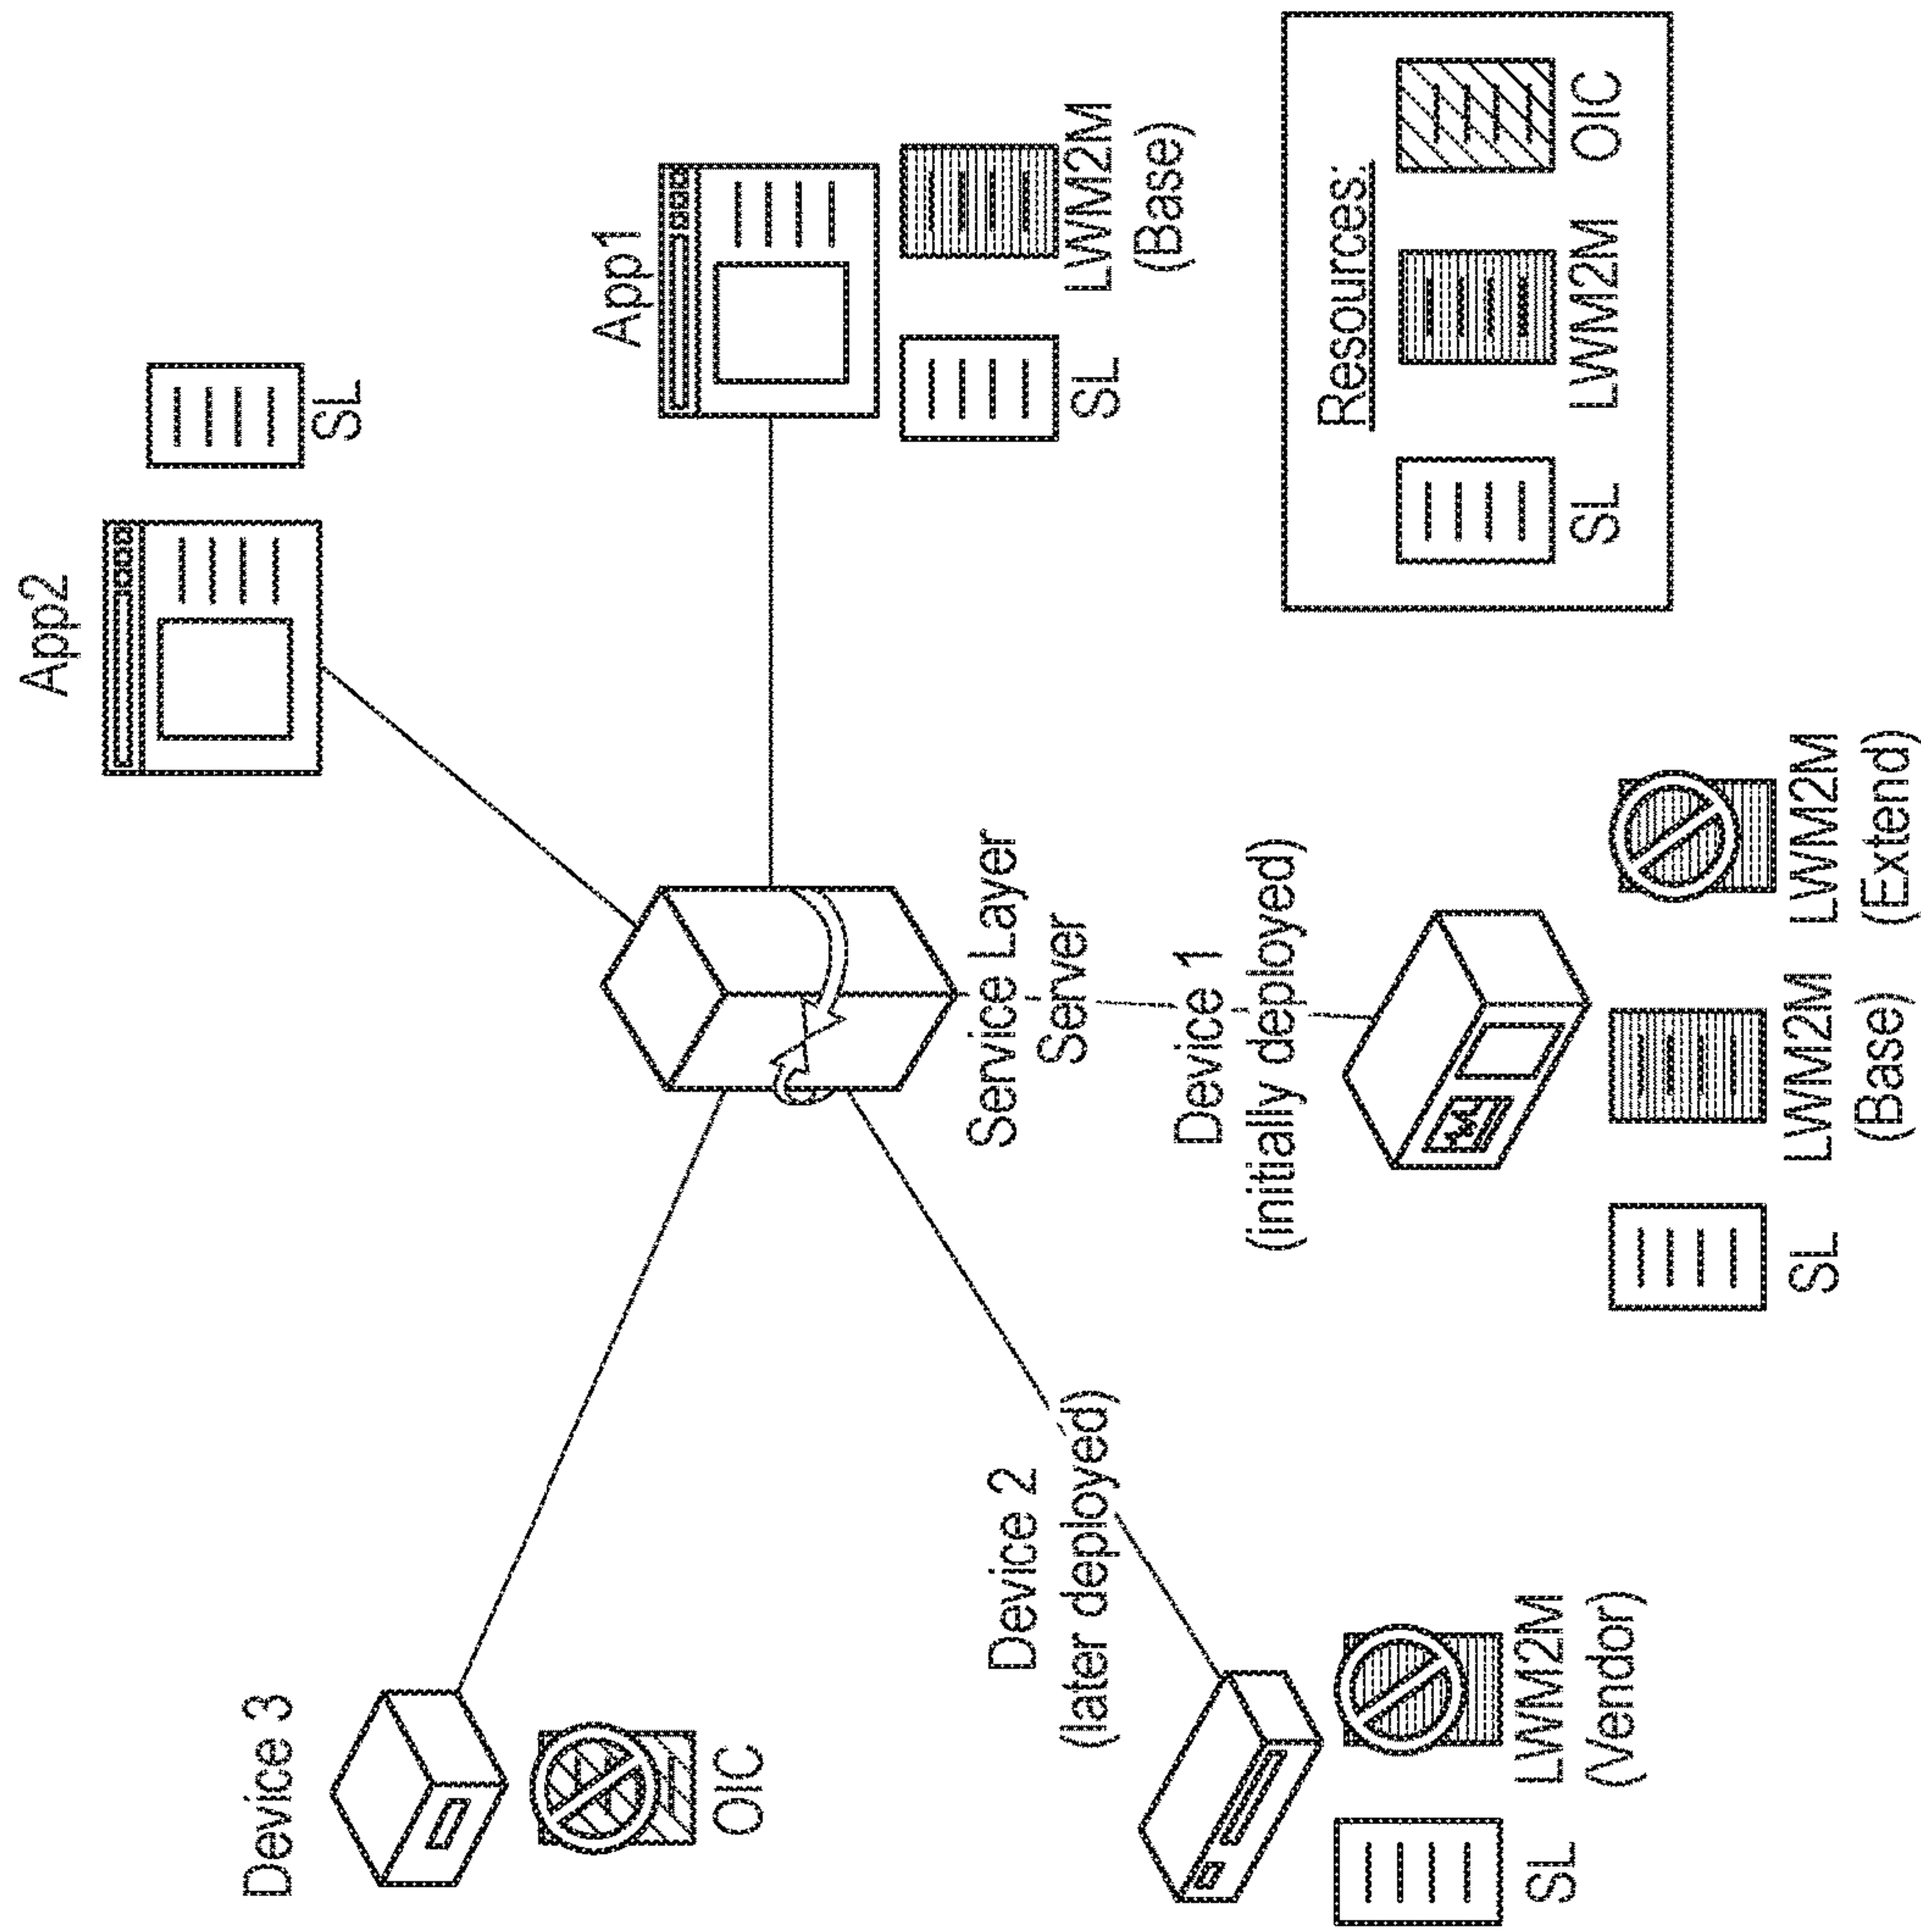 Device 3
OIC
Device 2
(later deployed)
SL
LWM2M
(Vendor)
App2
SL
Service Layer
Server
Device 1
(initially deployed)
SL
LWM2M
(Base)
LWM2M
(Extend)
App1
SL
LWM2M
(Base)
Resources:
SL
LWM2M
OIC